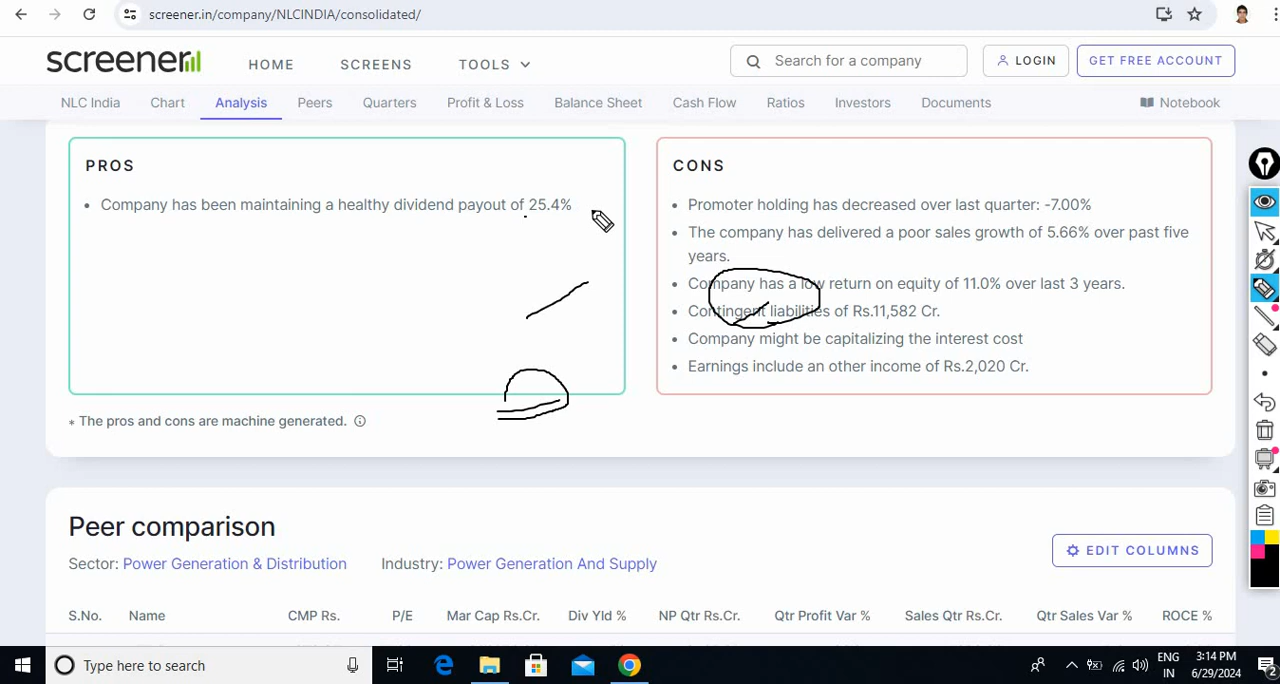 screener.in/company/NLCINDIA/consolidated/
screener HOME SCREENS TOOLS Search for a company LOGIN GET FREE ACCOUNT
NLC India Chart Analysis Peers Quarters Profit & Loss Balance Sheet Cash Flow Ratios Investors Documents Notebook
PROS
• Company has been maintaining a healthy dividend payout of 25.4%
CONS
• Promoter holding has decreased over last quarter: -7.00%
• The company has delivered a poor sales growth of 5.66% over past five
years.
• Company has a low return on equity of 11.0% over last 3 years.
• Contingent liabilities of Rs.11,582 Cr.
• Company might be capitalizing the interest cost
• Earnings include an other income of Rs.2,020 Cr.
* The pros and cons are machine generated.
Peer comparison
Sector: Power Generation & Distribution Industry: Power Generation And Supply
EDIT COLUMNS
S.No. Name CMP Rs. P/E Mar Cap Rs.Cr. Div Yld % NP Qtr Rs.Cr. Qtr Profit Var % Sales Qtr Rs.Cr. Qtr Sales Var % ROCE %
Type here to search
ENG
IN
3:14 PM
6/29/2024
2